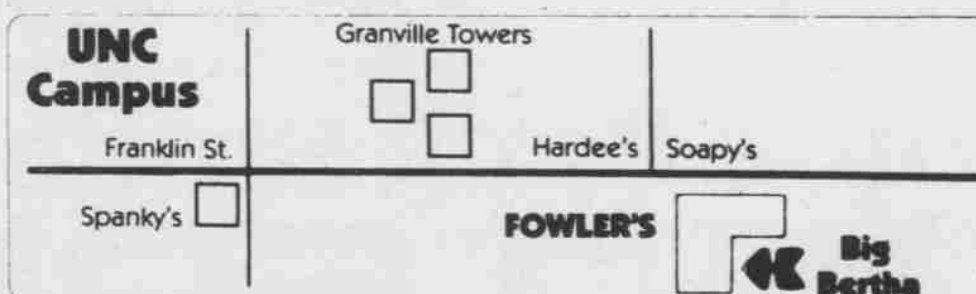 UNC
Campus
Granville Towers
Franklin St.
Hardee's
Soapy's
Spanky's
FOWLER'S
Big
Bertha